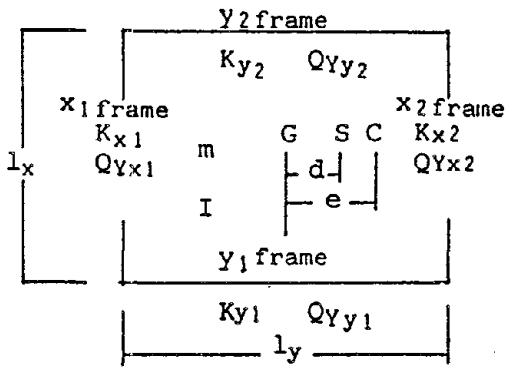 y2 frame
Ky2 QYy2
x1 frame
x2 frame
Kx1
G S C
Kx2
QYx1
m
QYx2
lx
d
I
e
y1 frame
Ky1 QYy1
ly